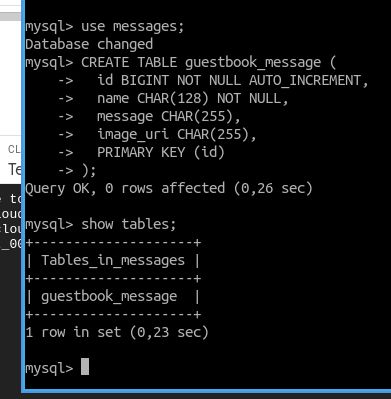 mysql> use messages;
Database changed
mysql> CREATE TABLE guestbook_message (
    ->   id BIGINT NOT NULL AUTO_INCREMENT,
    ->   name CHAR(128) NOT NULL,
    ->   message CHAR(255),
    ->   image_uri CHAR(255),
    ->   PRIMARY KEY (id)
    -> );
Query OK, 0 rows affected (0,26 sec)
mysql> show tables;
+--------------------+
| Tables_in_messages |
+--------------------+
| guestbook_message  |
+--------------------+
1 row in set (0,23 sec)
mysql>
CL
Te
e to
loud
clou
_00